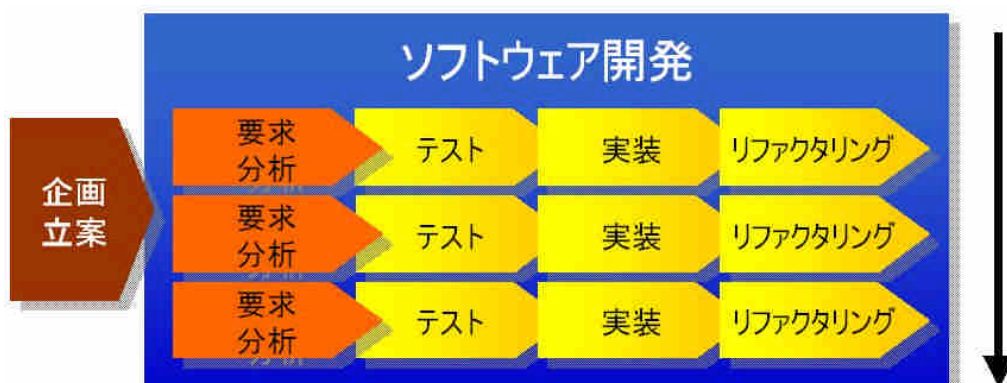 ソフトウェア開発
企画
立案
要求
分析
テスト
実装
リファクタリング
要求
分析
テスト
実装
リファクタリング
要求
分析
テスト
実装
リファクタリング